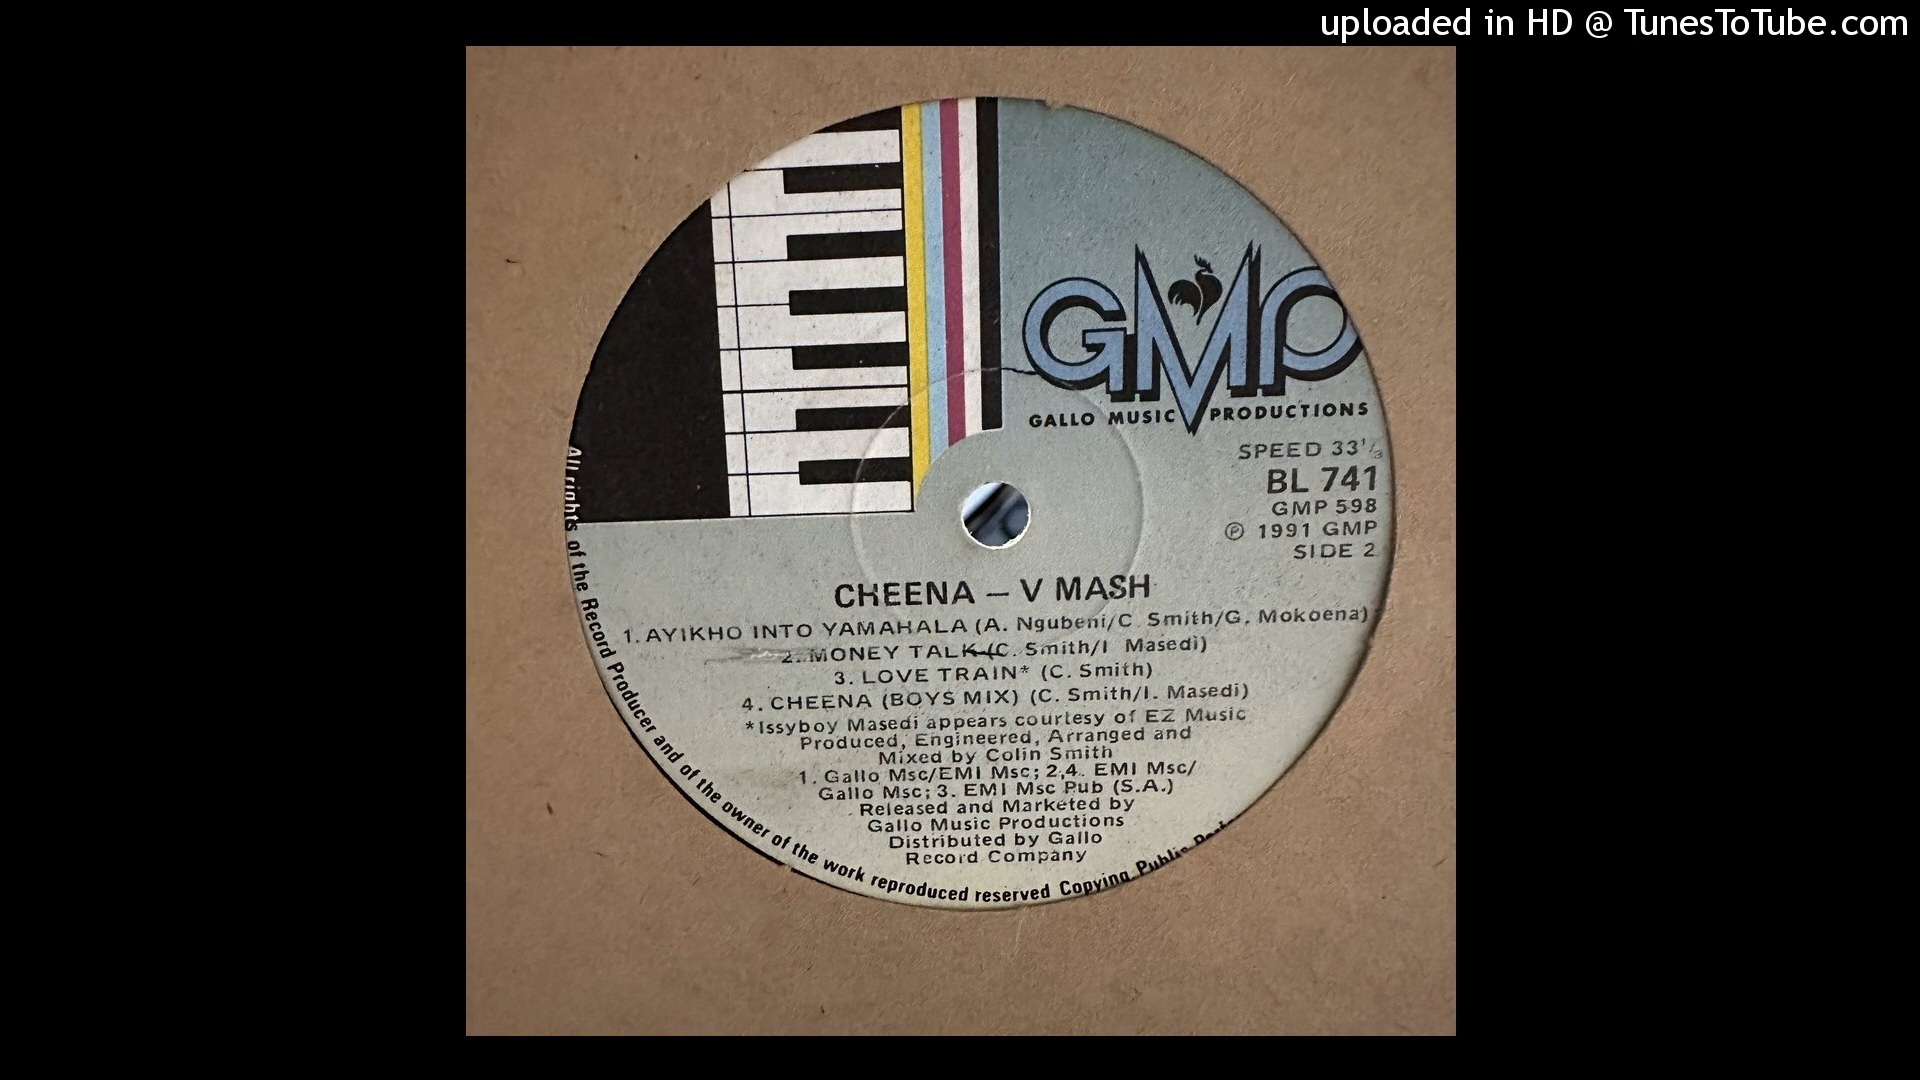 uploaded in HD @ TunesToTube.com
GMP
GALLO MUSIC PRODUCTIONS
SPEED 33⅓
BL 741
GMP 598
℗ 1991 GMP
SIDE 2
CHEENA – V MASH
1. AYIKHO INTO YAMAHALA (A. Ngubeni/C. Smith/G. Mokoena)
2. MONEY TALK (C. Smith/I Masedi)
3. LOVE TRAIN* (C. Smith)
4. CHEENA (BOYS MIX) (C. Smith/I. Masedi)
*Issyboy Masedi appears courtesy of EZ Music
Produced, Engineered, Arranged and
Mixed by Colin Smith
1. Gallo Msc/EMI Msc; 2,4. EMI Msc/
Gallo Msc; 3. EMI Msc Pub (S.A.)
Released and Marketed by
Gallo Music Productions
Distributed by Gallo
Record Company
All rights of the Record Producer and of the owner of the work reproduced reserved Copying Public